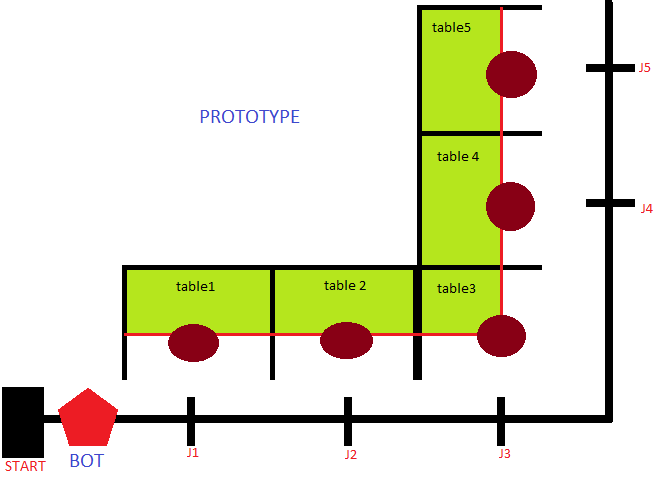 table5
J5
PROTOTYPE
table 4
J4
table1
table 2
table3
START
BOT
J1
J2
J3